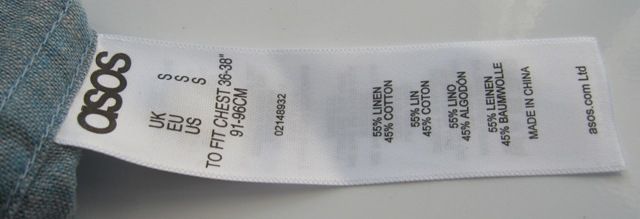 asos
UK S
EU S
US S
TO FIT CHEST 36-38"
91-96CM
02148932
55% LINEN
45% COTTON
55% LIN
45% COTON
55% LINO
45% ALGODÓN
55% LEINEN
45% BAUMWOLLE
MADE IN CHINA
asos.com Ltd